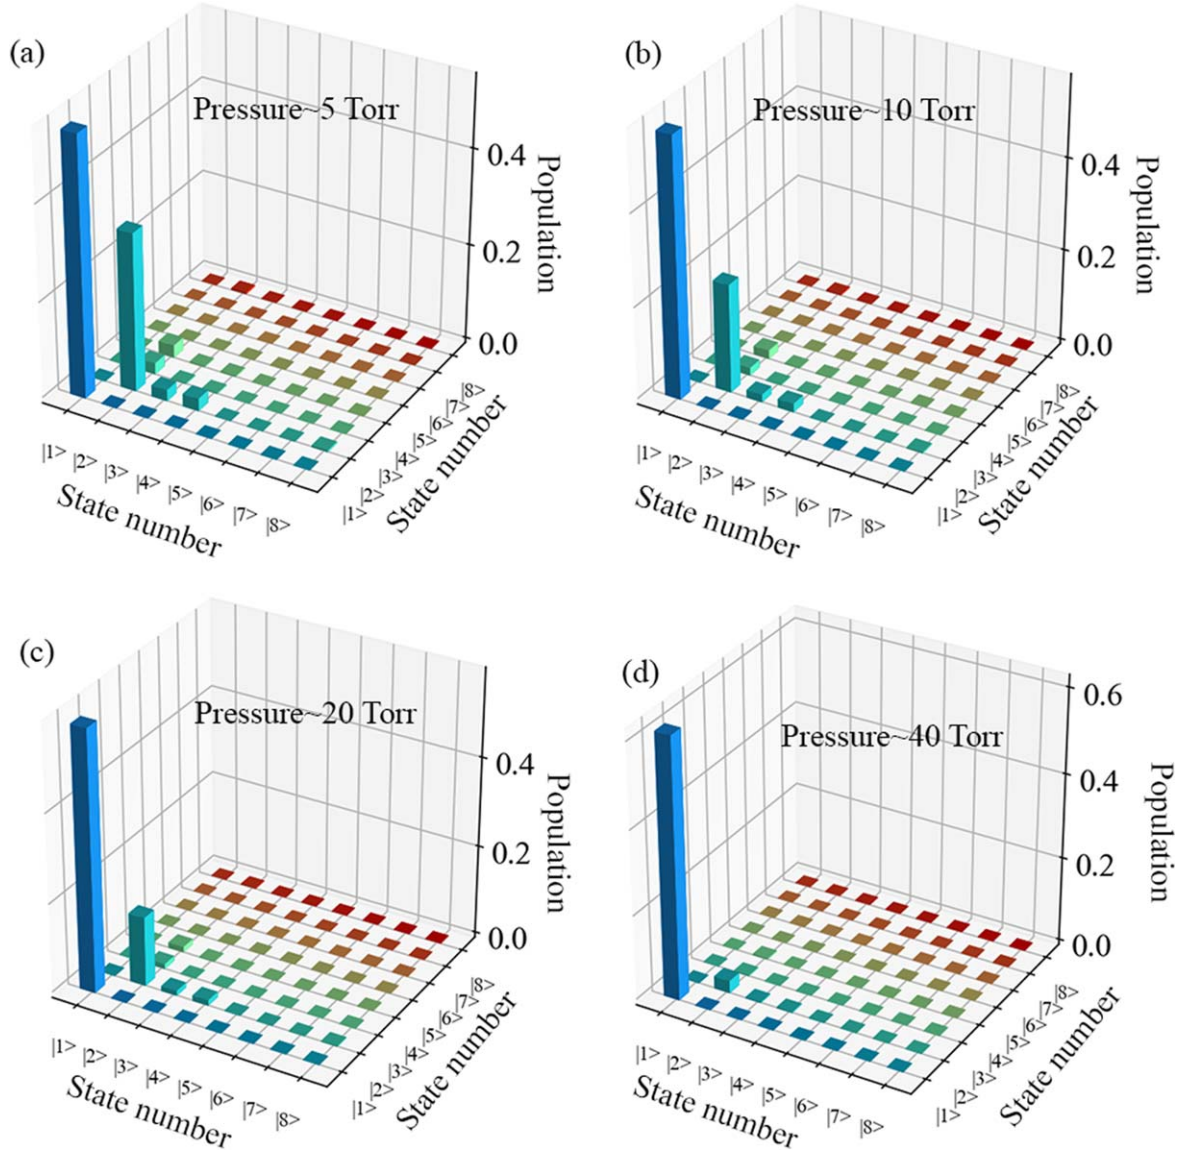 (a)
Pressure~5 Torr
0.4
0.2
0.0
Population
|1> |2> |3> |4> |5> |6> |7> |8>
State number
|1> |2> |3> |4> |5> |6> |7> |8>
State number
(b)
Pressure~10 Torr
0.4
0.2
0.0
Population
|1> |2> |3> |4> |5> |6> |7> |8>
State number
|1> |2> |3> |4> |5> |6> |7> |8>
State number
(c)
Pressure~20 Torr
0.4
0.2
0.0
Population
|1> |2> |3> |4> |5> |6> |7> |8>
State number
|1> |2> |3> |4> |5> |6> |7> |8>
State number
(d)
Pressure~40 Torr
0.6
0.4
0.2
0.0
Population
|1> |2> |3> |4> |5> |6> |7> |8>
State number
|1> |2> |3> |4> |5> |6> |7> |8>
State number